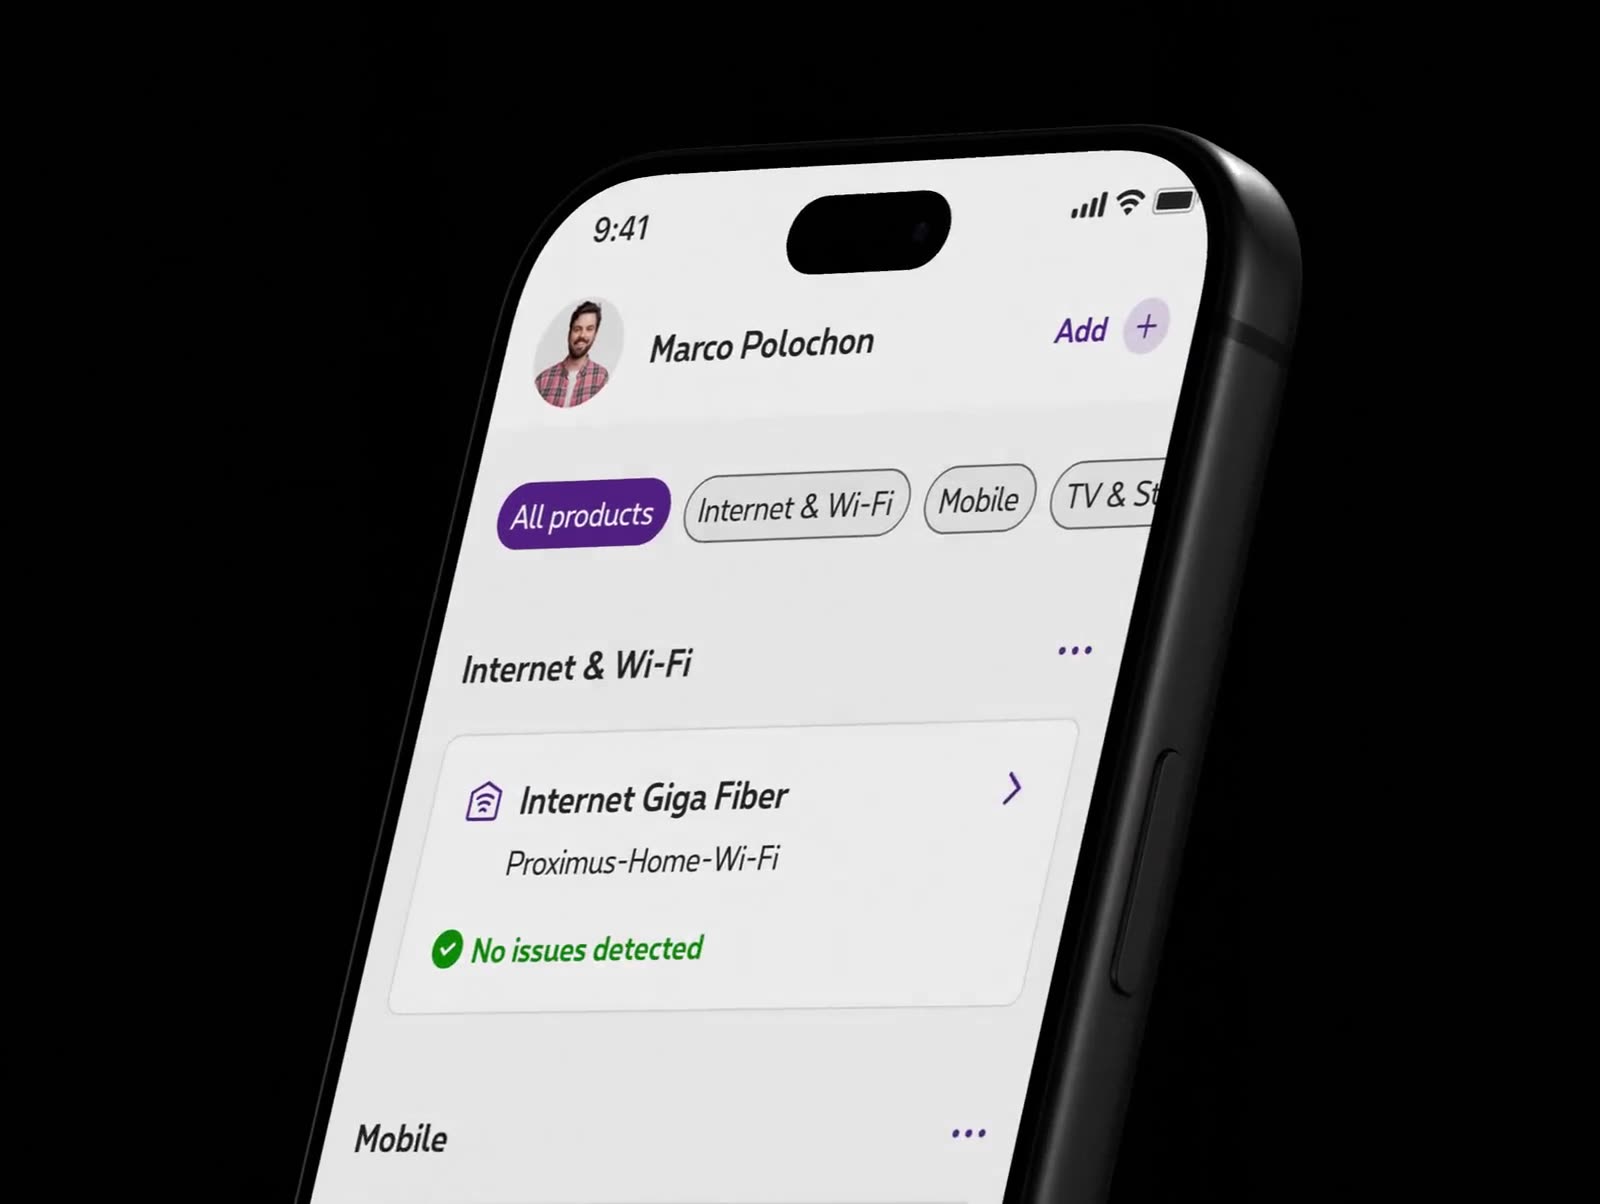 9:41
Marco Polochon
Add +
All products
Internet & Wi-Fi
Mobile
TV & St
Internet & Wi-Fi
Internet Giga Fiber
Proximus-Home-Wi-Fi
No issues detected
Mobile